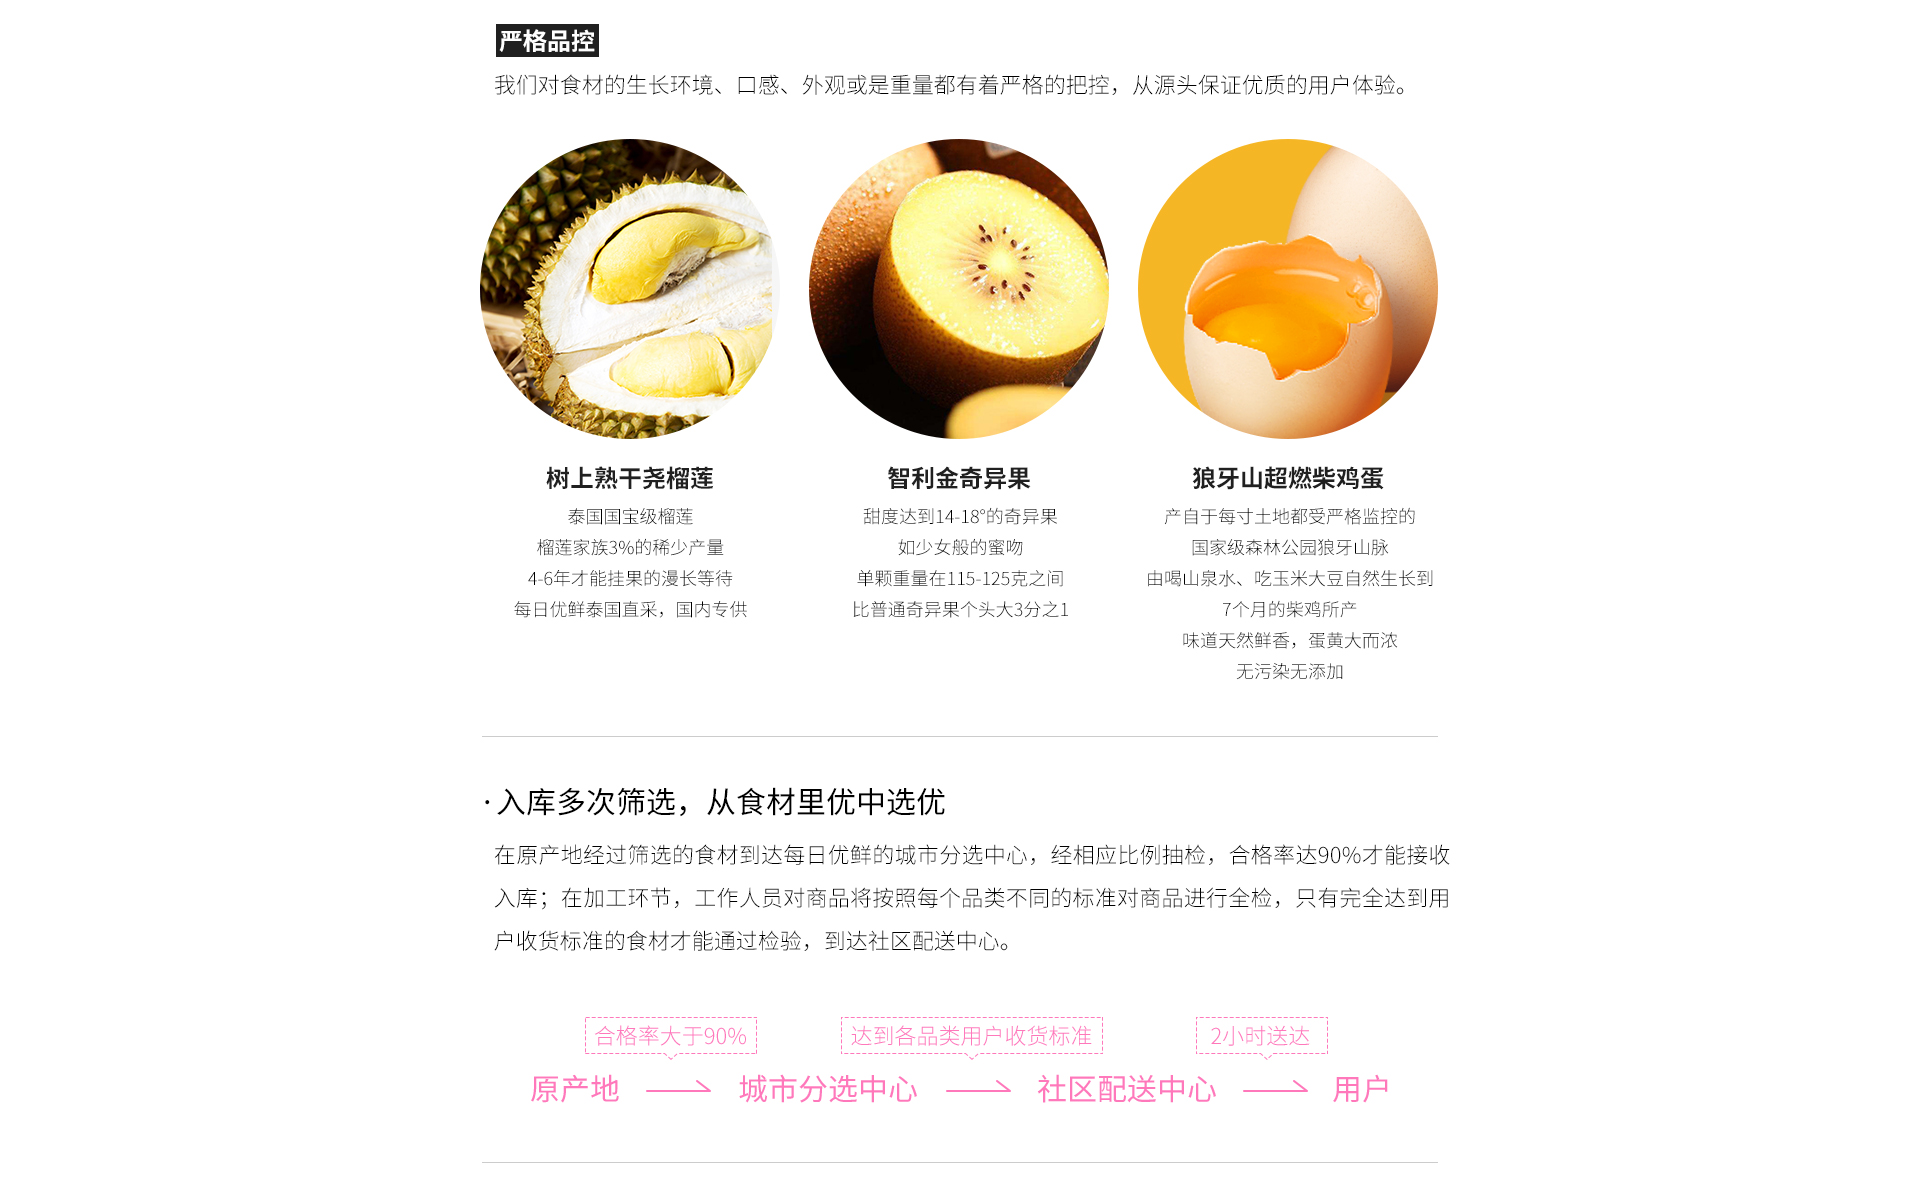 严格品控
我们对食材的生长环境、口感、外观或是重量都有着严格的把控，从源头保证优质的用户体验。
树上熟干尧榴莲
泰国国宝级榴莲
榴莲家族3%的稀少产量
4-6年才能挂果的漫长等待
每日优鲜泰国直采，国内专供
智利金奇异果
甜度达到14-18°的奇异果
如少女般的蜜吻
单颗重量在115-125克之间
比普通奇异果个头大3分之1
狼牙山超燃柴鸡蛋
产自于每寸土地都受严格监控的
国家级森林公园狼牙山脉
由喝山泉水、吃玉米大豆自然生长到
7个月的柴鸡所产
味道天然鲜香，蛋黄大而浓
无污染无添加
·入库多次筛选，从食材里优中选优
在原产地经过筛选的食材到达每日优鲜的城市分选中心，经相应比例抽检，合格率达90%才能接收
入库；在加工环节，工作人员对商品将按照每个品类不同的标准对商品进行全检，只有完全达到用
户收货标准的食材才能通过检验，到达社区配送中心。
合格率大于90%
达到各品类用户收货标准
2小时送达
原产地 城市分选中心 社区配送中心 用户